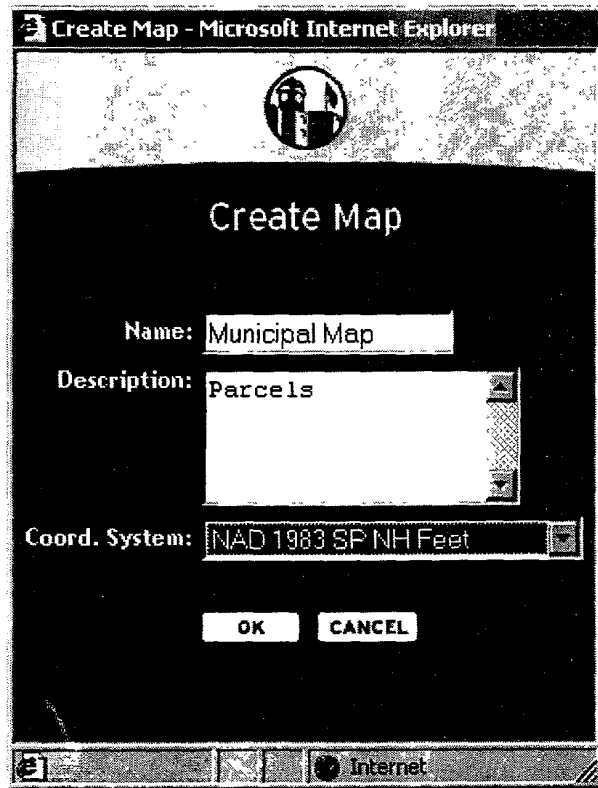 Create Map - Microsoft Internet Explorer
Create Map
Name: Municipal Map
Description: Parcels
Coord. System: NAD 1983 SP NH Feet
OK CANCEL
Internet